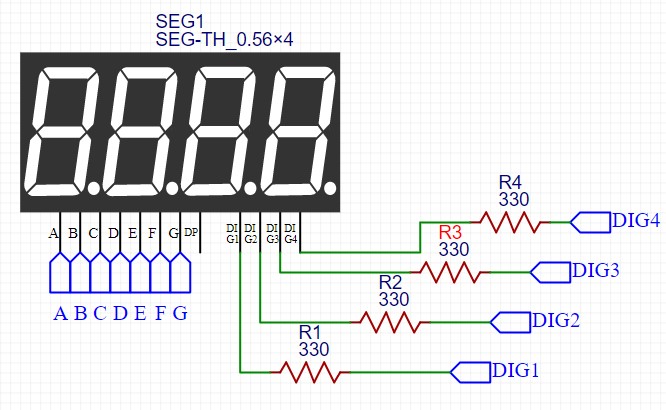 SEG1
SEG-TH_0.56×4
A B C D E F G DP DIG1 DIG2 DIG3 DIG4
A B C D E F G
R4
330
DIG4
R3
330
DIG3
R2
330
DIG2
R1
330
DIG1